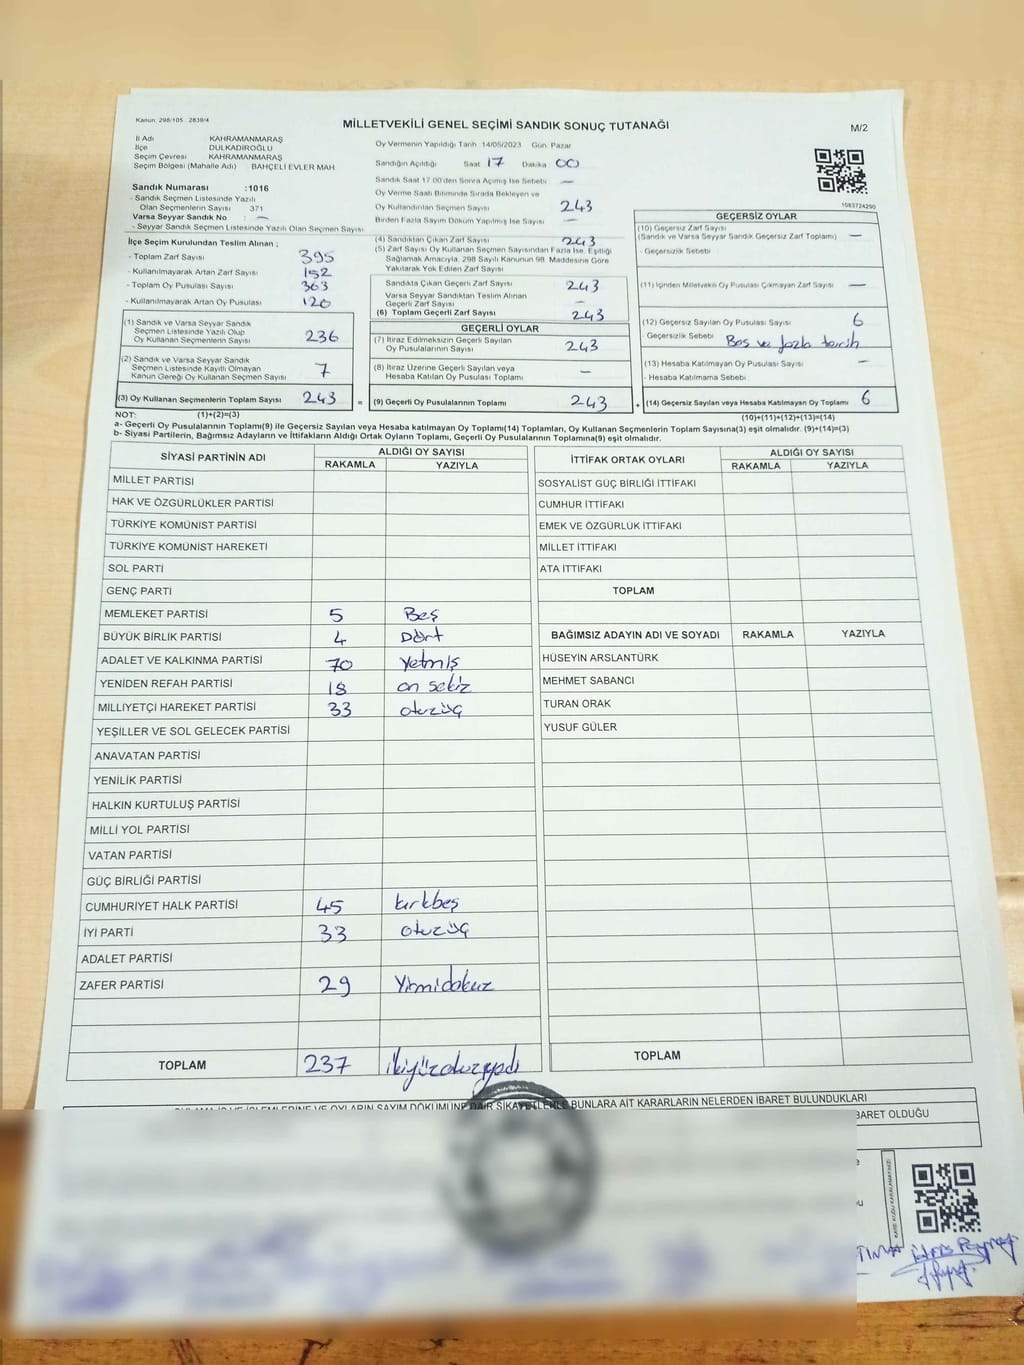 Kanun: 298/105 2839/4
MİLLETVEKİLİ GENEL SEÇİMİ SANDIK SONUÇ TUTANAĞI
M/2
İl Adı KAHRAMANMARAŞ
İlçe DULKADİROĞLU
Seçim Çevresi KAHRAMANMARAŞ
Seçim Bölgesi (Mahalle Adı) BAHÇELİ EVLER MAH.
Sandık Numarası :1016
- Sandık Seçmen Listesinde Yazılı
Olan Seçmenlerin Sayısı 371
Varsa Seyyar Sandık No : —
- Seyyar Sandık Seçmen Listesinde Yazılı Olan Seçmen Sayısı
Oy Vermenin Yapıldığı Tarih 14/05/2023 Gün Pazar
Sandığın Açıldığı Saat 17 Dakika 00
Sandık Saat 17.00'den Sonra Açımış İse Sebebi —
Oy Verme Saati Bitiminde Sırada Bekleyen ve
Oy Kullandırılan Seçmen Sayısı 243
Birden Fazla Sayım Döküm Yapılmış İse Sayısı —
1083724290
İlçe Seçim Kurulundan Teslim Alınan ;
- Toplam Zarf Sayısı 395
- Kullanılmayarak Artan Zarf Sayısı 152
- Toplam Oy Pusulası Sayısı 363
- Kullanılmayarak Artan Oy Pusulası 120
(1) Sandık ve Varsa Seyyar Sandık
Seçmen Listesinde Yazılı Olup
Oy Kullanan Seçmenlerin Sayısı 236
(2) Sandık ve Varsa Seyyar Sandık
Seçmen Listesinde Kayıtlı Olmayan
Kanun Gereği Oy Kullanan Seçmen Sayısı 7
(3) Oy Kullanan Seçmenlerin Toplam Sayısı 243 =
(4) Sandıktan Çıkan Zarf Sayısı 243
(5) Zarf Sayısı Oy Kullanan Seçmen Sayısından Fazla İse, Eşitliği
Sağlamak Amacıyla, 298 Sayılı Kanunun 98. Maddesine Göre
Yakılarak Yok Edilen Zarf Sayısı
Sandıkta Çıkan Geçerli Zarf Sayısı 243
Varsa Seyyar Sandıktan Teslim Alınan
Geçerli Zarf Sayısı —
(6) Toplam Geçerli Zarf Sayısı 243
GEÇERLİ OYLAR
(7) İtiraz Edilmeksizin Geçerli Sayılan
Oy Pusulalarının Sayısı 243
(8) İtiraz Üzerine Geçerli Sayılan veya
Hesaba Katılan Oy Pusulası Toplamı —
(9) Geçerli Oy Pusulalarının Toplamı 243 +
GEÇERSİZ OYLAR
(10) Geçersiz Zarf Sayısı
(Sandık ve Varsa Seyyar Sandık Geçersiz Zarf Toplamı) —
- Geçersizlik Sebebi
(11) İçinden Milletvekili Oy Pusulası Çıkmayan Zarf Sayısı —
(12) Geçersiz Sayılan Oy Pusulası Sayısı 6
- Geçersizlik Sebebi Boş ve fazla tercih
(13) Hesaba Katılmayan Oy Pusulası Sayısı —
- Hesaba Katılmama Sebebi
(14) Geçersiz Sayılan veya Hesaba Katılmayan Oy Toplamı 6
NOT: (1)+(2)=(3) (10)+(11)+(12)+(13)=(14)
a- Geçerli Oy Pusulalarının Toplamı(9) ile Geçersiz Sayılan veya Hesaba katılmayan Oy Toplamı(14) Toplamları, Oy Kullanan Seçmenlerin Toplam Sayısına(3) eşit olmalıdır. (9)+(14)=(3)
b- Siyasi Partilerin, Bağımsız Adayların ve İttifakların Aldığı Ortak Oyların Toplamı, Geçerli Oy Pusulalarının Toplamına(9) eşit olmalıdır.
SİYASİ PARTİNİN ADI ALDIĞI OY SAYISI
RAKAMLA YAZIYLA
MİLLET PARTİSİ
HAK VE ÖZGÜRLÜKLER PARTİSİ
TÜRKİYE KOMÜNİST PARTİSİ
TÜRKİYE KOMÜNİST HAREKETİ
SOL PARTİ
GENÇ PARTİ
MEMLEKET PARTİSİ 5 Beş
BÜYÜK BİRLİK PARTİSİ 4 Dört
ADALET VE KALKINMA PARTİSİ 70 Yetmiş
YENİDEN REFAH PARTİSİ 18 on sekiz
MİLLİYETÇİ HAREKET PARTİSİ 33 otuzüç
YEŞİLLER VE SOL GELECEK PARTİSİ
ANAVATAN PARTİSİ
YENİLİK PARTİSİ
HALKIN KURTULUŞ PARTİSİ
MİLLİ YOL PARTİSİ
VATAN PARTİSİ
GÜÇ BİRLİĞİ PARTİSİ
CUMHURİYET HALK PARTİSİ 45 kırkbeş
İYİ PARTİ 33 otuzüç
ADALET PARTİSİ
ZAFER PARTİSİ 29 Yirmidokuz
TOPLAM 237 ikiyüzotuzyedi
İTTİFAK ORTAK OYLARI ALDIĞI OY SAYISI
RAKAMLA YAZIYLA
SOSYALİST GÜÇ BİRLİĞİ İTTİFAKI
CUMHUR İTTİFAKI
EMEK VE ÖZGÜRLÜK İTTİFAKI
MİLLET İTTİFAKI
ATA İTTİFAKI
TOPLAM
BAĞIMSIZ ADAYIN ADI VE SOYADI RAKAMLA YAZIYLA
HÜSEYİN ARSLANTÜRK
MEHMET SABANCI
TURAN ORAK
YUSUF GÜLER
TOPLAM
DAİR ŞİKAYETLERLE BUNLARA AİT KARARLARIN NELERDEN İBARET BULUNDUKLARI
BARET OLDUĞU